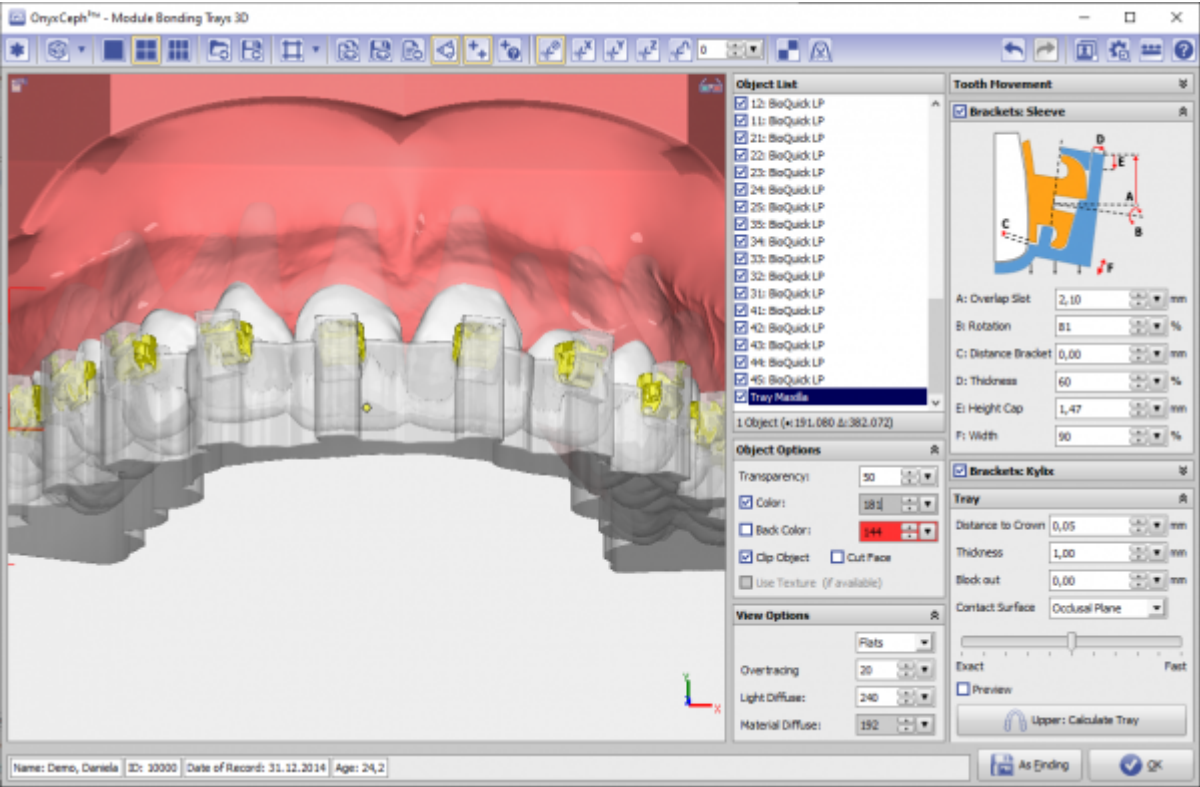 OnyxCeph³™ - Module Bonding Trays 3D
0
Object List
12: BioQuick LP
11: BioQuick LP
21: BioQuick LP
22: BioQuick LP
23: BioQuick LP
24: BioQuick LP
25: BioQuick LP
35: BioQuick LP
34: BioQuick LP
33: BioQuick LP
32: BioQuick LP
31: BioQuick LP
41: BioQuick LP
42: BioQuick LP
43: BioQuick LP
44: BioQuick LP
45: BioQuick LP
Tray Maxilla
1 Object (•:191.080 Δ:382.072)
Object Options
Transparency: 50
Color: 181
Back Color: 144
Clip Object Cut Face
Use Texture (if available)
View Options
Flats
Overtracing 20
Light Diffuse: 240
Material Diffuse: 192
Tooth Movement
Brackets: Sleeve
D
E
A
B
C
F
A: Overlap Slot 2,10 mm
B: Rotation 81 %
C: Distance Bracket 0,00 mm
D: Thickness 60 %
E: Height Cap 1,47 mm
F: Width 90 %
Brackets: Kylix
Tray
Distance to Crown 0,05 mm
Thickness 1,00 mm
Block out 0,00 mm
Contact Surface Occlusal Plane
Exact Fast
Preview
Upper: Calculate Tray
Y
X
Name: Demo, Daniela ID: 10000 Date of Record: 31.12.2014 Age: 24,2
As Finding OK